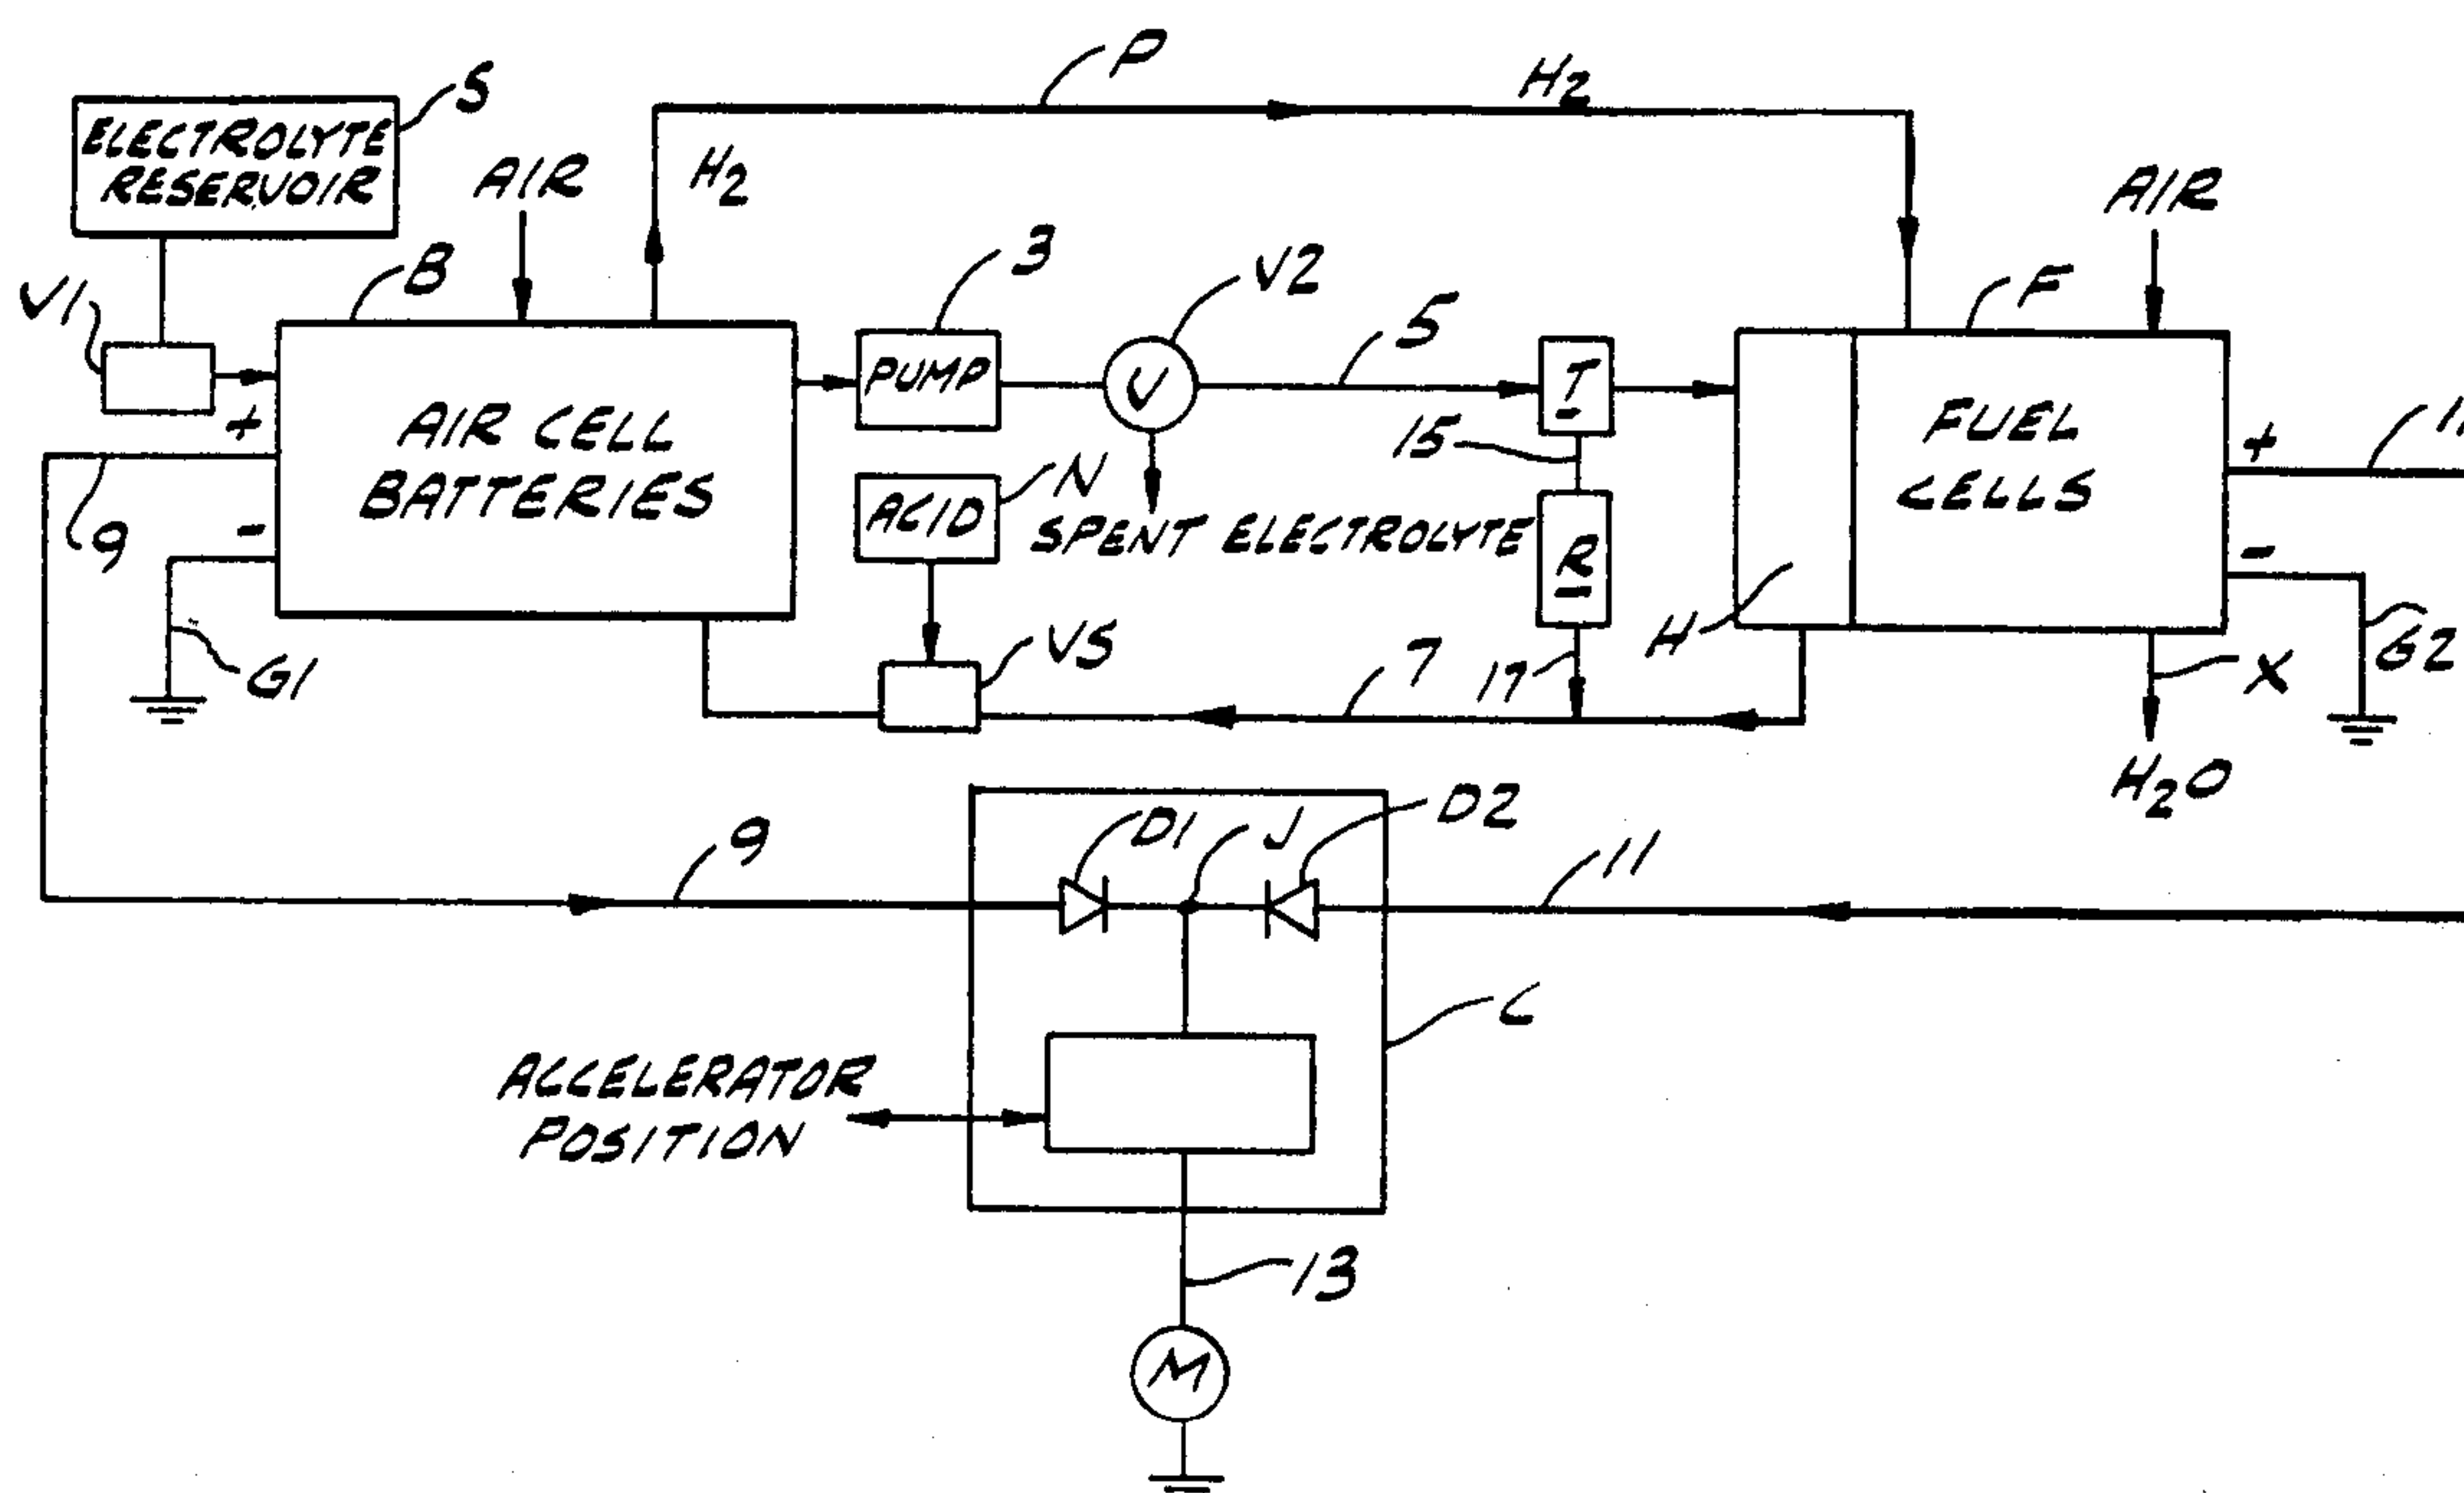 P
H2
S
ELECTROLYTE
RESERVOIR
AIR
H2
AIR
B
3
V2
F
V1
5
PUMP
V
T
+
AIR CELL
BATTERIES
15
FUEL
CELLS
+
N
ACID
SPENT ELECTROLYTE
R
-
9
-
H
G1
VS
7
17
G2
X
H2O
9
D1
J
D2
11
C
ACCELERATOR
POSITION
13
M